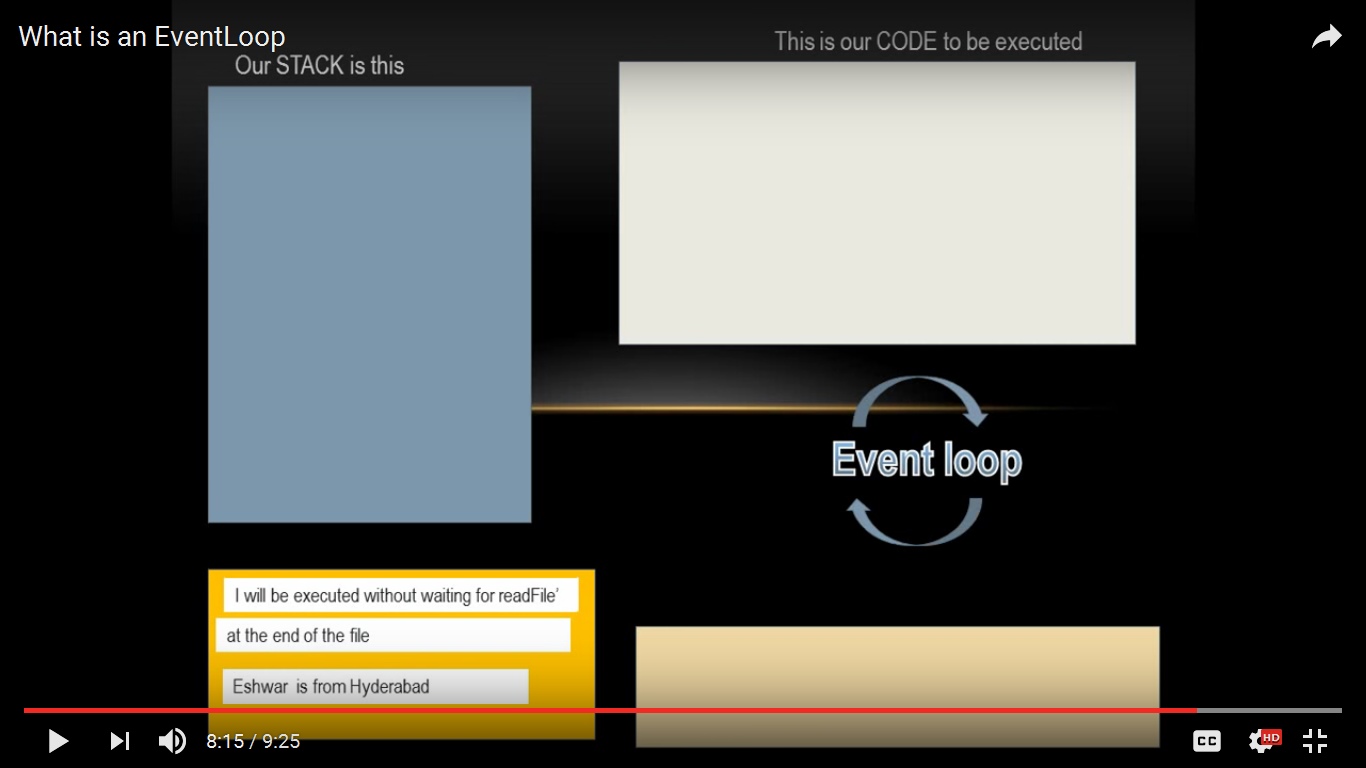 What is an EventLoop
Our STACK is this
This is our CODE to be executed
Event loop
I will be executed without waiting for readFile’
at the end of the file
Eshwar is from Hyderabad
8:15 / 9:25
CC
HD